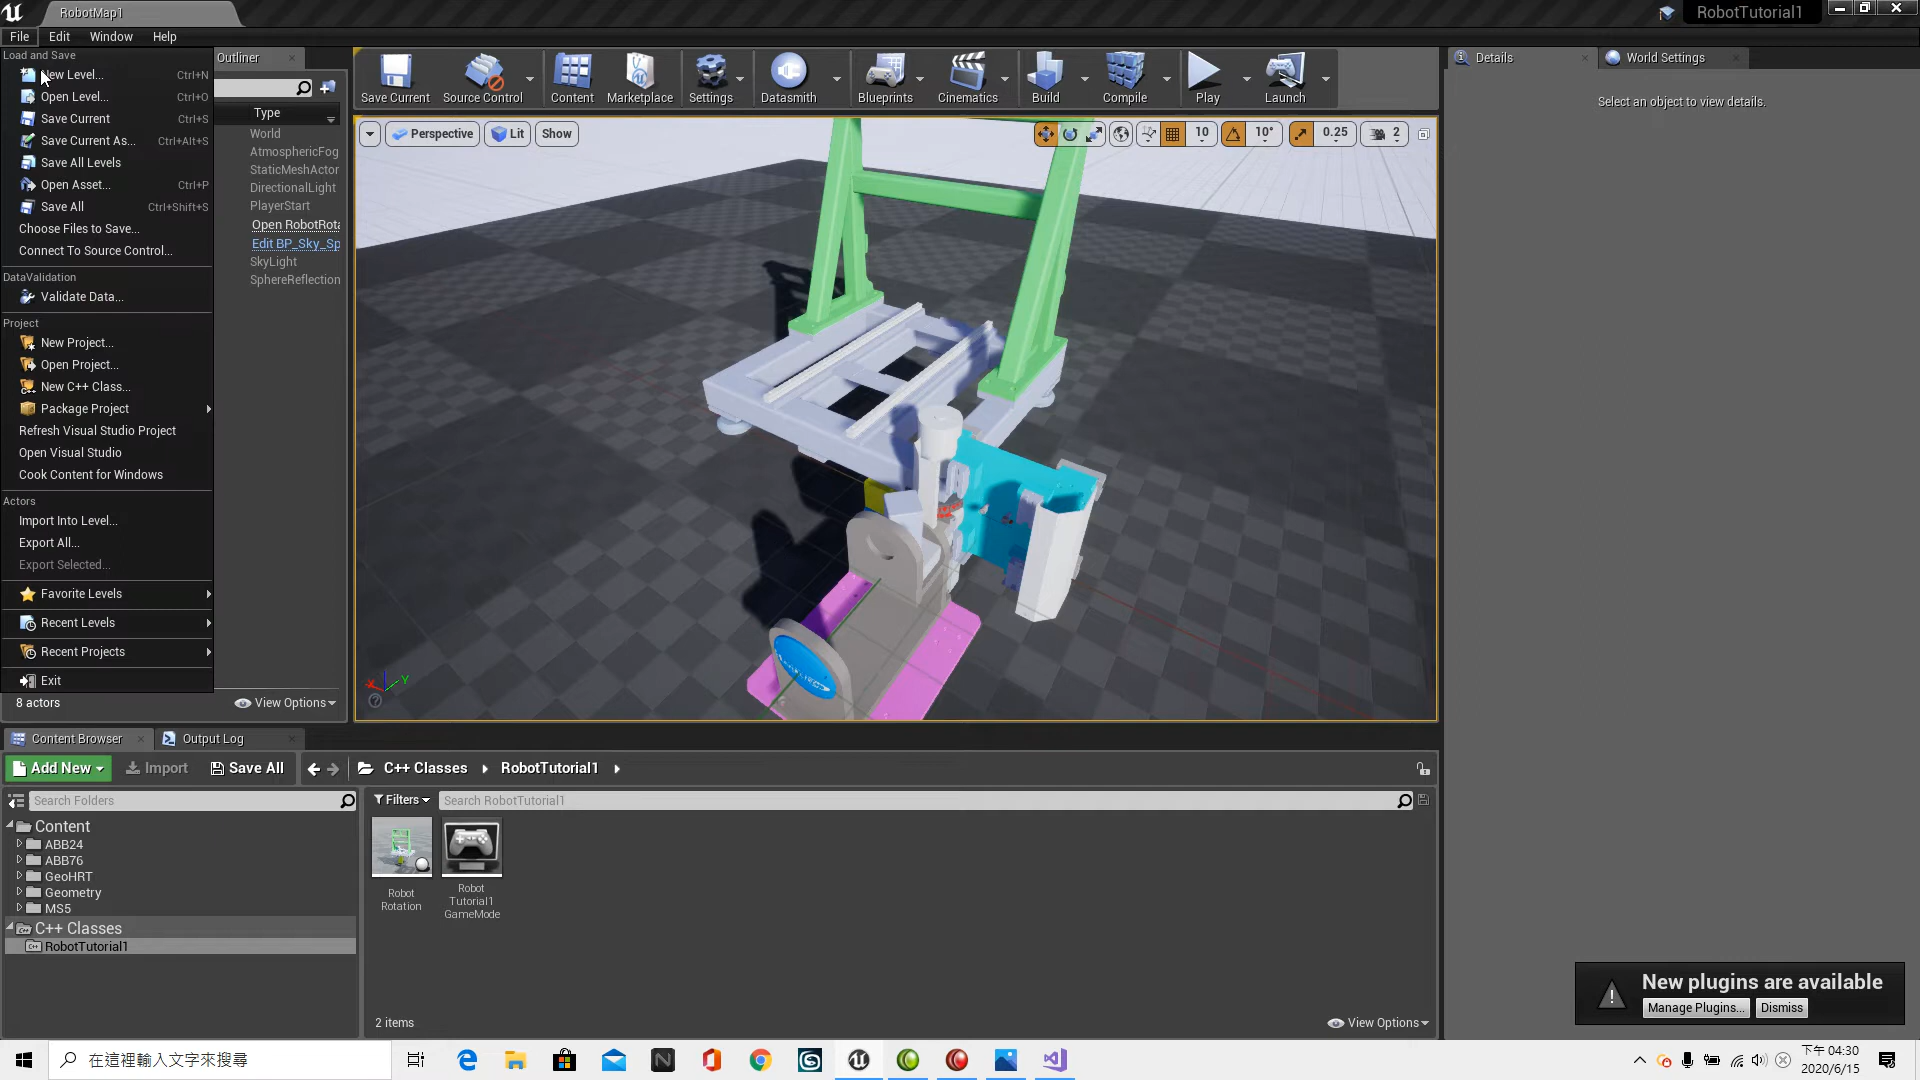 RobotMap1
RobotTutorial1
File Edit Window Help
Load and Save
New Level... Ctrl+N
Open Level... Ctrl+O
Save Current Ctrl+S
Save Current As... Ctrl+Alt+S
Save All Levels
Open Asset... Ctrl+P
Save All Ctrl+Shift+S
Choose Files to Save...
Connect To Source Control...
DataValidation
Validate Data...
Project
New Project...
Open Project...
New C++ Class...
Package Project
Refresh Visual Studio Project
Open Visual Studio
Cook Content for Windows
Actors
Import Into Level...
Export All...
Export Selected...
Favorite Levels
Recent Levels
Recent Projects
Exit
8 actors
View Options
Outliner
Type
World
AtmosphericFog
StaticMeshActor
DirectionalLight
PlayerStart
Open RobotRota
Edit BP_Sky_Sp
SkyLight
SphereReflection
Save Current Source Control Content Marketplace Settings Datasmith Blueprints Cinematics Build Compile Play Launch
Perspective Lit Show
10 10° 0.25 2
X Y
Details World Settings
Select an object to view details.
Content Browser Output Log
Add New Import Save All C++ Classes RobotTutorial1
Search Folders
Filters Search RobotTutorial1
Content
ABB24
ABB76
GeoHRT
Geometry
MS5
C++ Classes
RobotTutorial1
Robot
Rotation
Robot
Tutorial1
GameMode
2 items
View Options
New plugins are available
Manage Plugins... Dismiss
在這裡輸入文字來搜尋
下午 04:30
2020/6/15